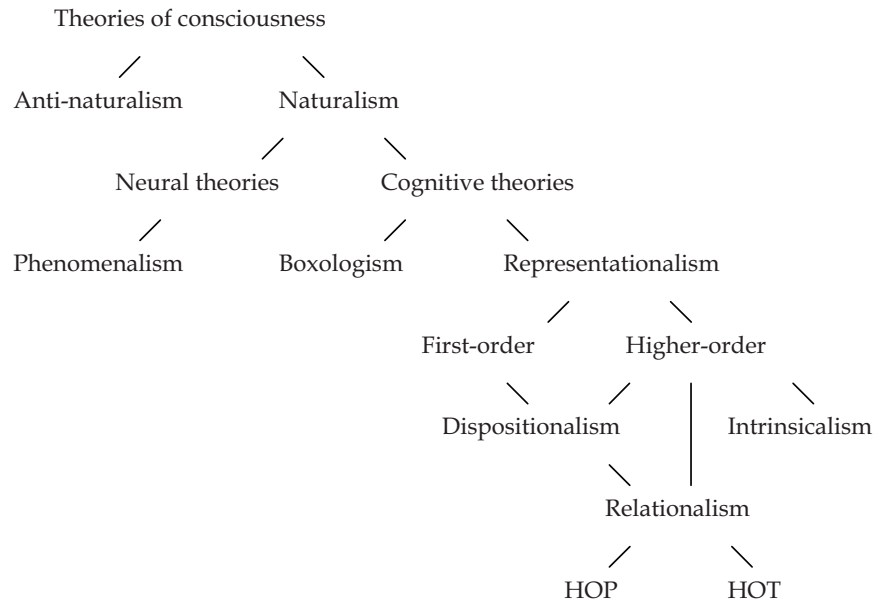 Theories of consciousness
Anti-naturalism Naturalism
Neural theories Cognitive theories
Phenomenalism Boxologism Representationalism
First-order Higher-order
Dispositionalism Intrinsicalism
Relationalism
HOP HOT